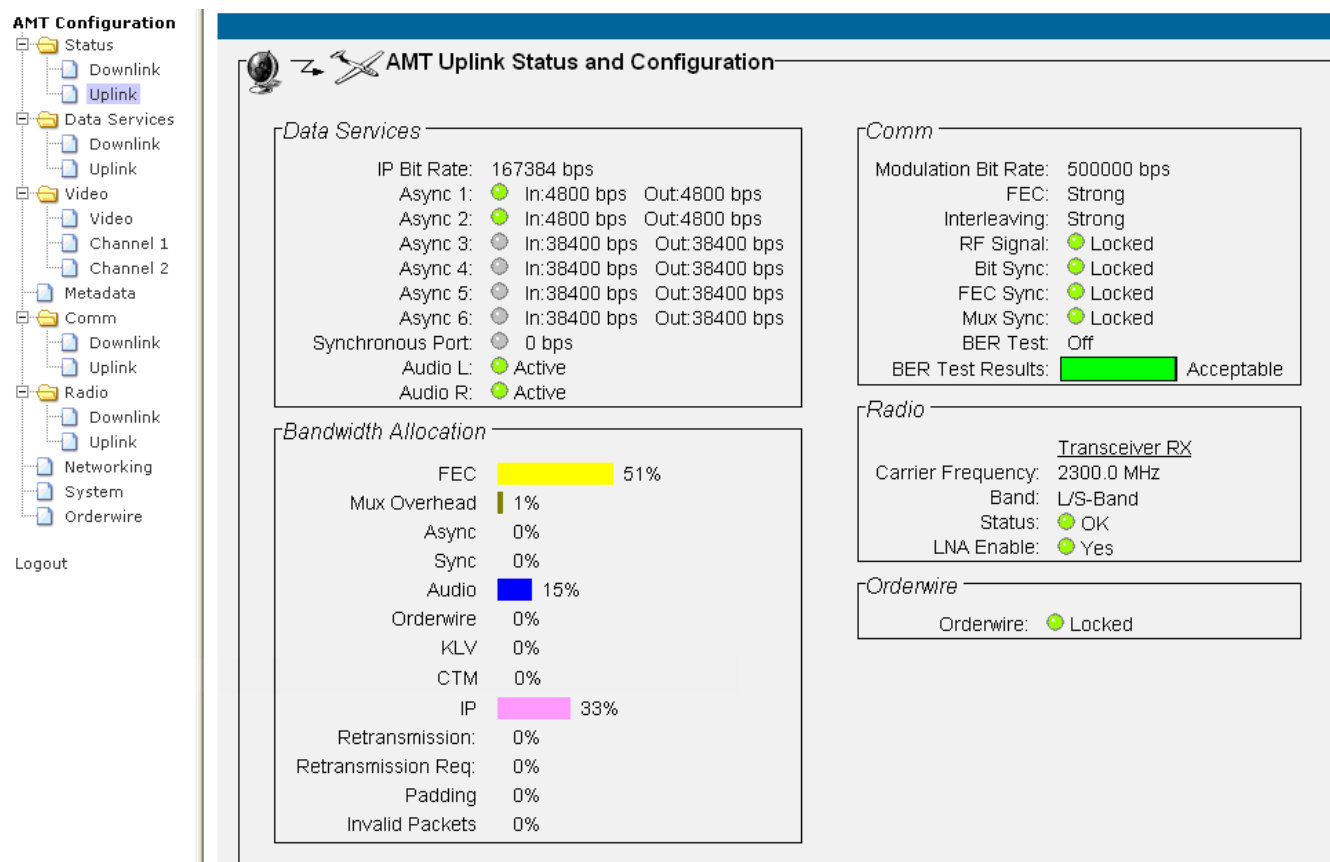 AMT Configuration
Status
Downlink
Uplink
Data Services
Downlink
Uplink
Video
Video
Channel 1
Channel 2
Metadata
Comm
Downlink
Uplink
Radio
Downlink
Uplink
Networking
System
Orderwire
Logout
AMT Uplink Status and Configuration
Data Services
IP Bit Rate: 167384 bps
Async 1: In:4800 bps Out:4800 bps
Async 2: In:4800 bps Out:4800 bps
Async 3: In:38400 bps Out:38400 bps
Async 4: In:38400 bps Out:38400 bps
Async 5: In:38400 bps Out:38400 bps
Async 6: In:38400 bps Out:38400 bps
Synchronous Port: 0 bps
Audio L: Active
Audio R: Active
Bandwidth Allocation
FEC 51%
Mux Overhead 1%
Async 0%
Sync 0%
Audio 15%
Orderwire 0%
KLV 0%
CTM 0%
IP 33%
Retransmission: 0%
Retransmission Req: 0%
Padding 0%
Invalid Packets 0%
Comm
Modulation Bit Rate: 500000 bps
FEC: Strong
Interleaving: Strong
RF Signal: Locked
Bit Sync: Locked
FEC Sync: Locked
Mux Sync: Locked
BER Test: Off
BER Test Results: Acceptable
Radio
Transceiver RX
Carrier Frequency: 2300.0 MHz
Band: L/S-Band
Status: OK
LNA Enable: Yes
Orderwire
Orderwire: Locked